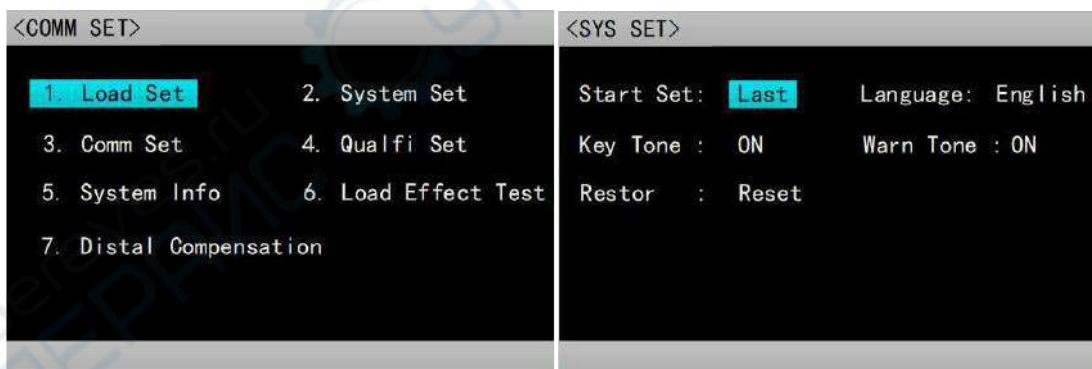 <COMM SET>
1. Load Set 2. System Set
3. Comm Set 4. Qualfi Set
5. System Info 6. Load Effect Test
7. Distal Compensation
<SYS SET>
Start Set: Last Language: English
Key Tone : ON Warn Tone : ON
Restor : Reset